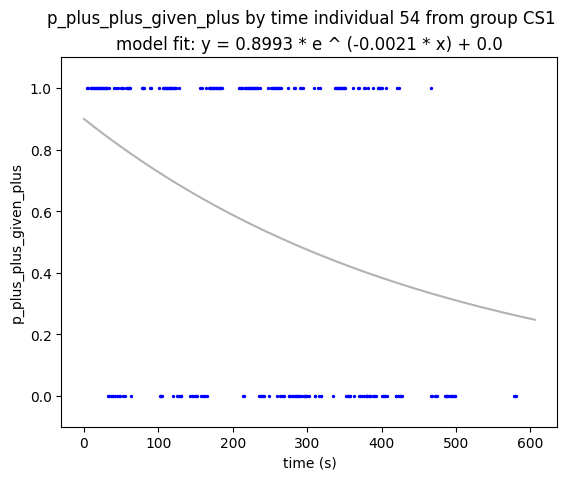 p_plus_plus_given_plus by time individual 54 from group CS1
model fit: y = 0.8993 * e ^ (-0.0021 * x) + 0.0
1.0
0.8
0.6
0.4
0.2
0.0
p_plus_plus_given_plus
0 100 200 300 400 500 600
time (s)